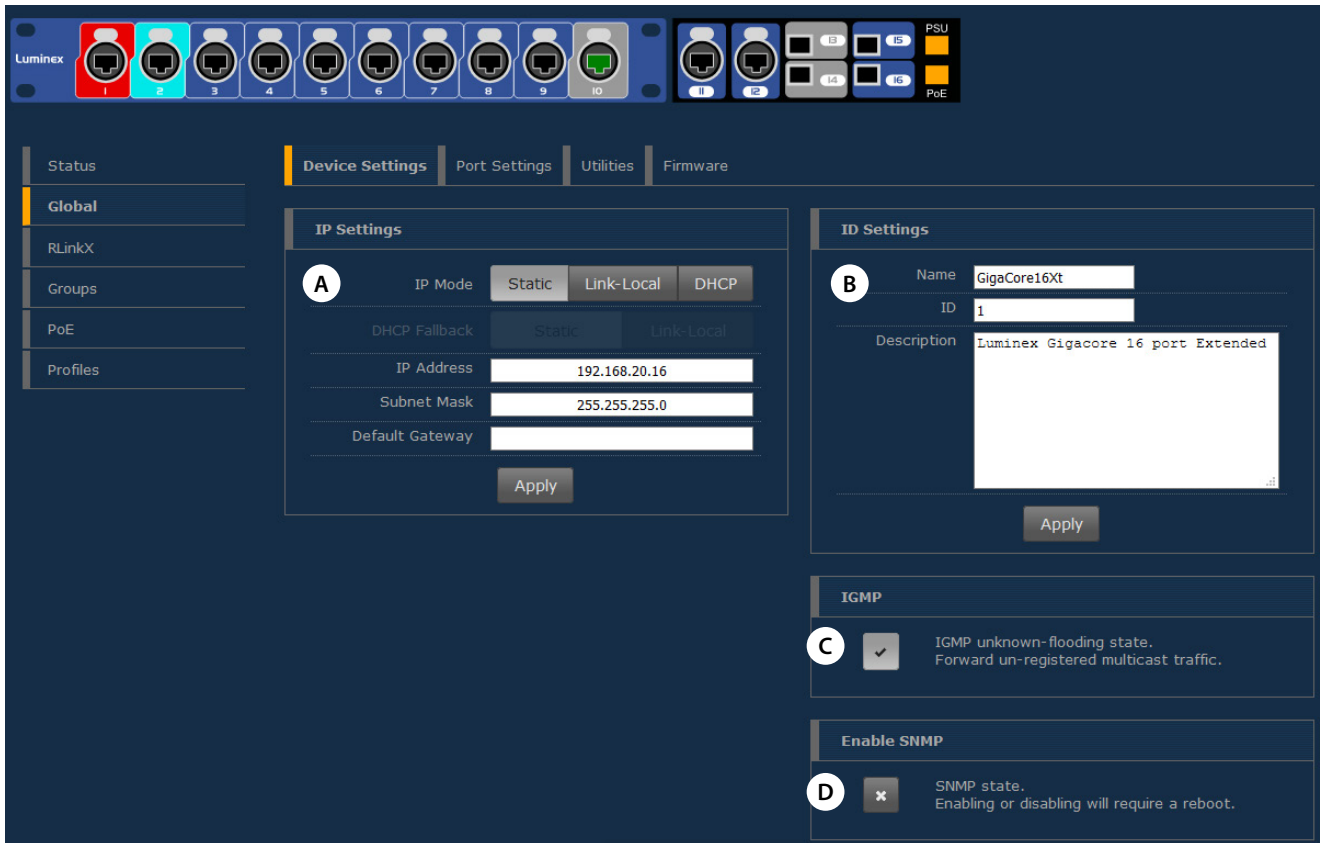 Luminex
1 2 3 4 5 6 7 8 9 10
11 12
13 15
14 16
PSU
PoE
Status
Global
RLinkX
Groups
PoE
Profiles
Device Settings Port Settings Utilities Firmware
IP Settings
A
IP Mode Static Link-Local DHCP
DHCP Fallback Static Link-Local
IP Address 192.168.20.16
Subnet Mask 255.255.255.0
Default Gateway
Apply
ID Settings
B
Name GigaCore16Xt
ID 1
Description Luminex Gigacore 16 port Extended
Apply
IGMP
C
IGMP unknown-flooding state.
Forward un-registered multicast traffic.
Enable SNMP
D
SNMP state.
Enabling or disabling will require a reboot.